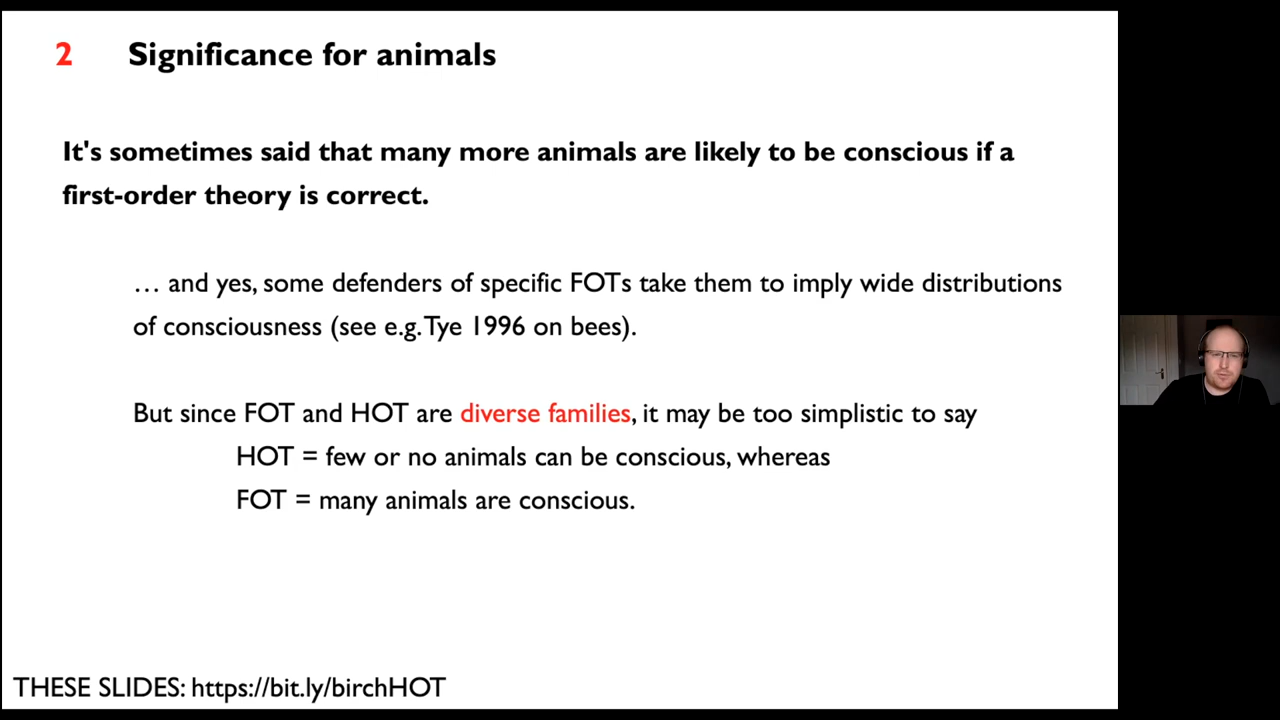 2 Significance for animals
It's sometimes said that many more animals are likely to be conscious if a
first-order theory is correct.
… and yes, some defenders of specific FOTs take them to imply wide distributions
of consciousness (see e.g. Tye 1996 on bees).
But since FOT and HOT are diverse families, it may be too simplistic to say
HOT = few or no animals can be conscious, whereas
FOT = many animals are conscious.
THESE SLIDES: https://bit.ly/birchHOT